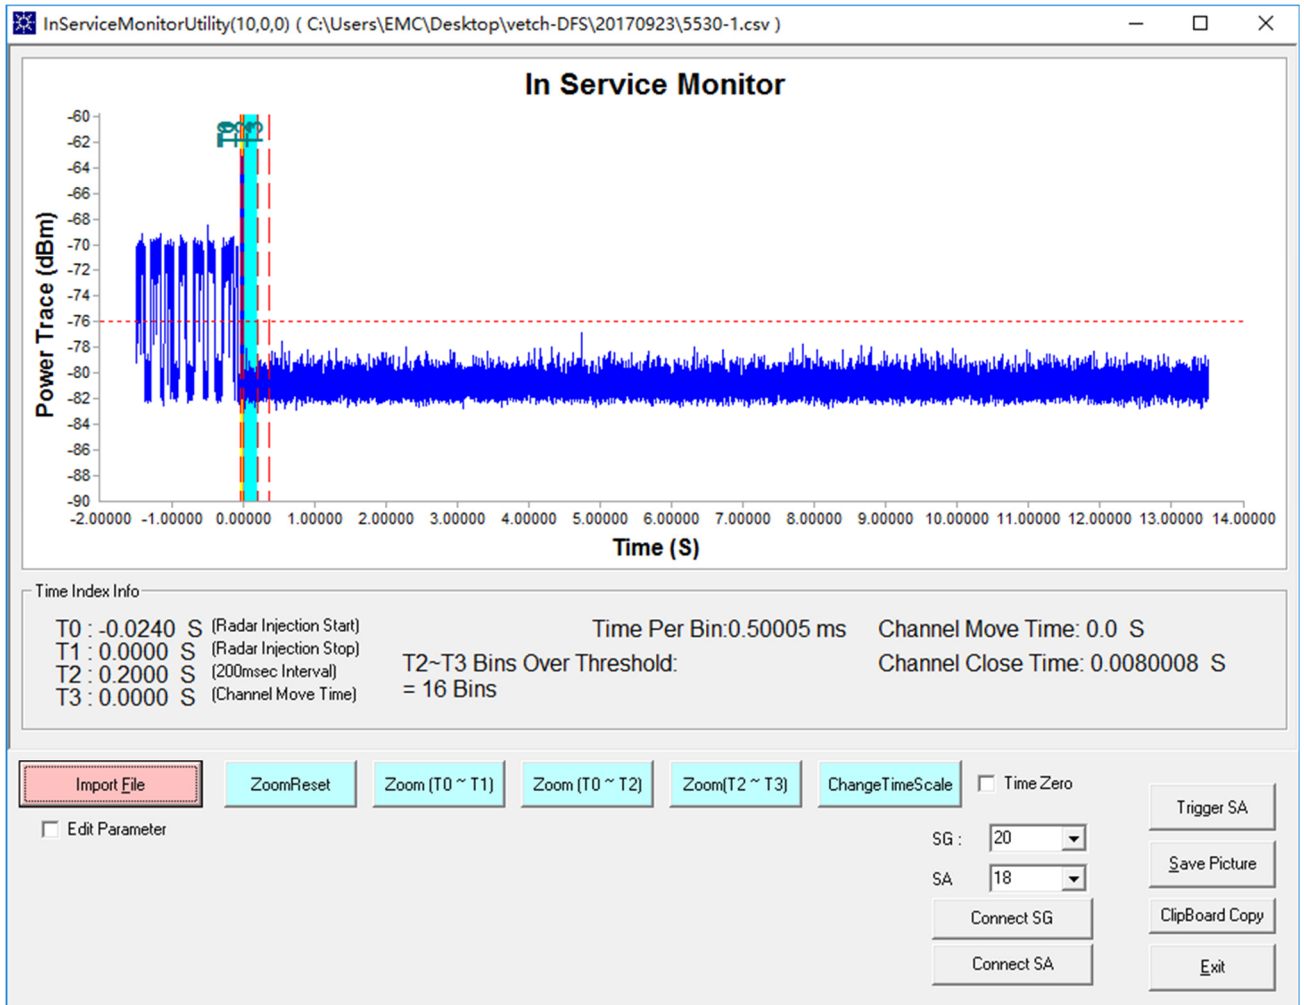 InServiceMonitorUtility(10,0,0) ( C:\Users\EMC\Desktop\vetch-DFS\20170923\5530-1.csv )
In Service Monitor
-60
-62
-64
-66
-68
-70
-72
-74
-76
-78
-80
-82
-84
-86
-88
-90
Power Trace (dBm)
-2.00000 -1.00000 0.00000 1.00000 2.00000 3.00000 4.00000 5.00000 6.00000 7.00000 8.00000 9.00000 10.00000 11.00000 12.00000 13.00000 14.00000
Time (S)
Time Index Info
T0 : -0.0240 S (Radar Injection Start)
T1 : 0.0000 S (Radar Injection Stop)
T2 : 0.2000 S (200msec Interval)
T3 : 0.0000 S (Channel Move Time)
Time Per Bin:0.50005 ms
T2~T3 Bins Over Threshold:
= 16 Bins
Channel Move Time: 0.0 S
Channel Close Time: 0.0080008 S
Import File
ZoomReset
Zoom (T0 ~ T1)
Zoom (T0 ~ T2)
Zoom(T2 ~ T3)
ChangeTimeScale
Time Zero
Edit Parameter
SG : 20
SA 18
Connect SG
Connect SA
Trigger SA
Save Picture
ClipBoard Copy
Exit